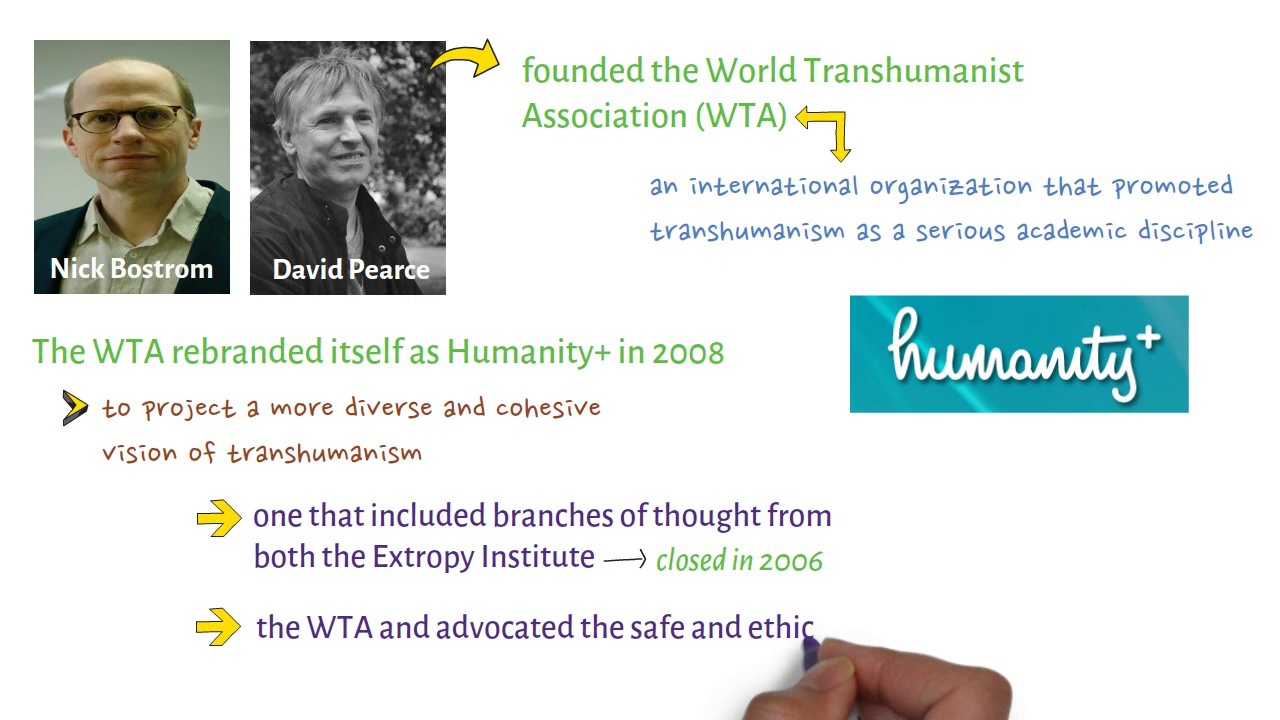 Nick Bostrom
David Pearce
founded the World Transhumanist
Association (WTA)
an international organization that promoted
transhumanism as a serious academic discipline
humanity+
The WTA rebranded itself as Humanity+ in 2008
to project a more diverse and cohesive
vision of transhumanism
one that included branches of thought from
both the Extropy Institute
closed in 2006
the WTA and advocated the safe and ethic